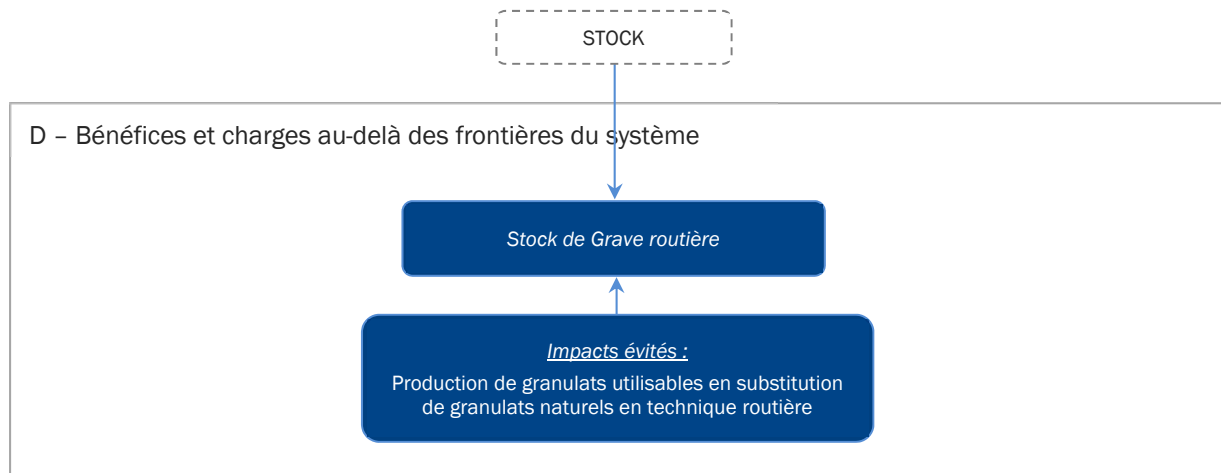 STOCK
D – Bénéfices et charges au-delà des frontières du système
Stock de Grave routière
Impacts évités :
Production de granulats utilisables en substitution
de granulats naturels en technique routière